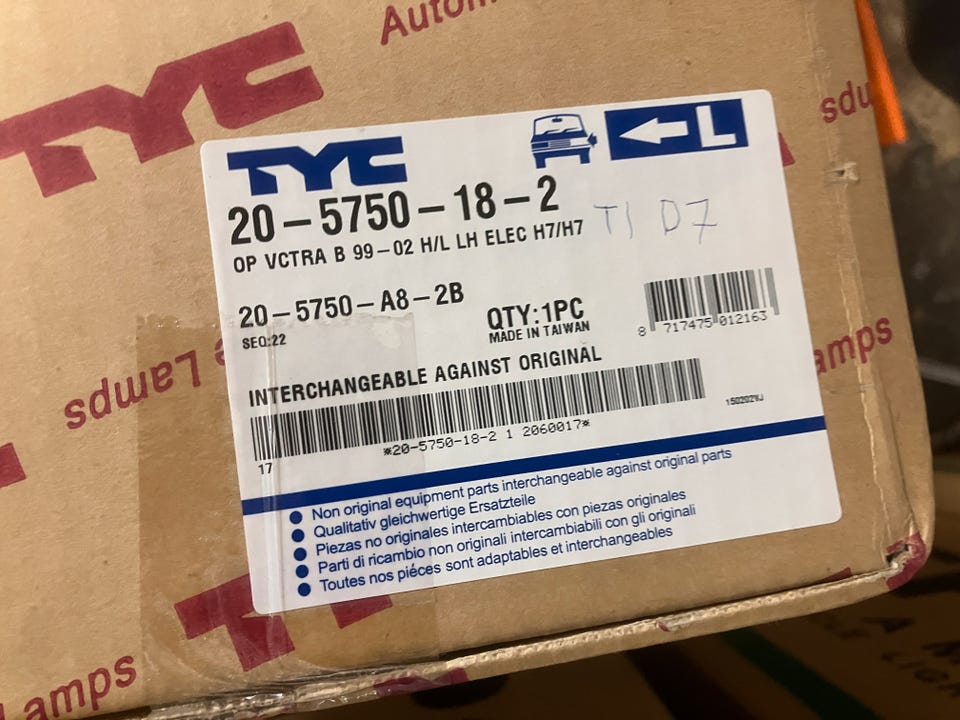 Autom
TYC
sdu
TYC
L
20-5750-18-2
TI D7
OP VCTRA B 99-02 H/L LH ELEC H7/H7
20-5750-A8-2B
SEQ:22
QTY:1PC
MADE IN TAIWAN
8 717475 012163
Lamps
amps
INTERCHANGEABLE AGAINST ORIGINAL
*20-5750-18-2 1 2060017*
17
Non original equipment parts interchangeable against original parts
Qualitativ gleichwertige Ersatzteile
Piezas no originales intercambiables con piezas originales
Parti di ricambio non originali intercambiabili con gli originali
Toutes nos piéces sont adaptables et interchangeables
TYC
Lamps